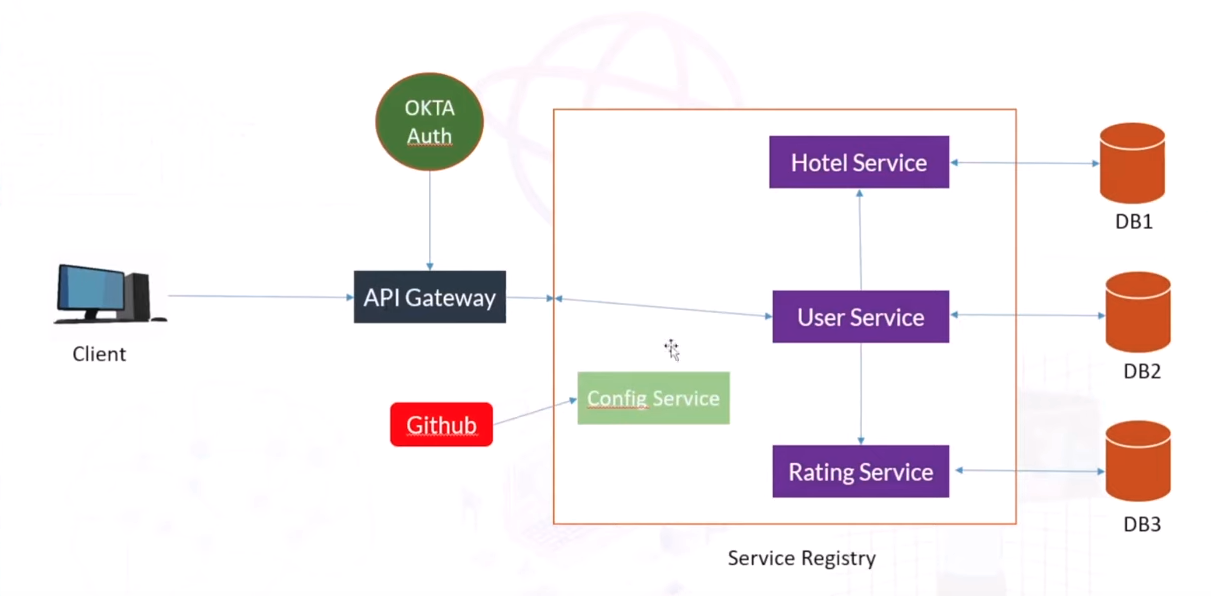 OKTA
Auth
Hotel Service
DB1
API Gateway
User Service
Client
DB2
Config Service
Github
Rating Service
DB3
Service Registry